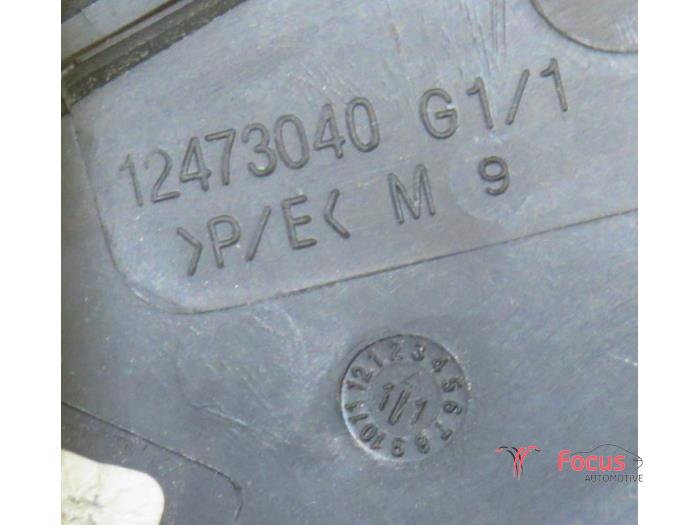 12473040 G1/1
>P/E< M 9
12 1 2 3 4 5 6 7 8 9 10 11
Focus
AUTOMOTIVE